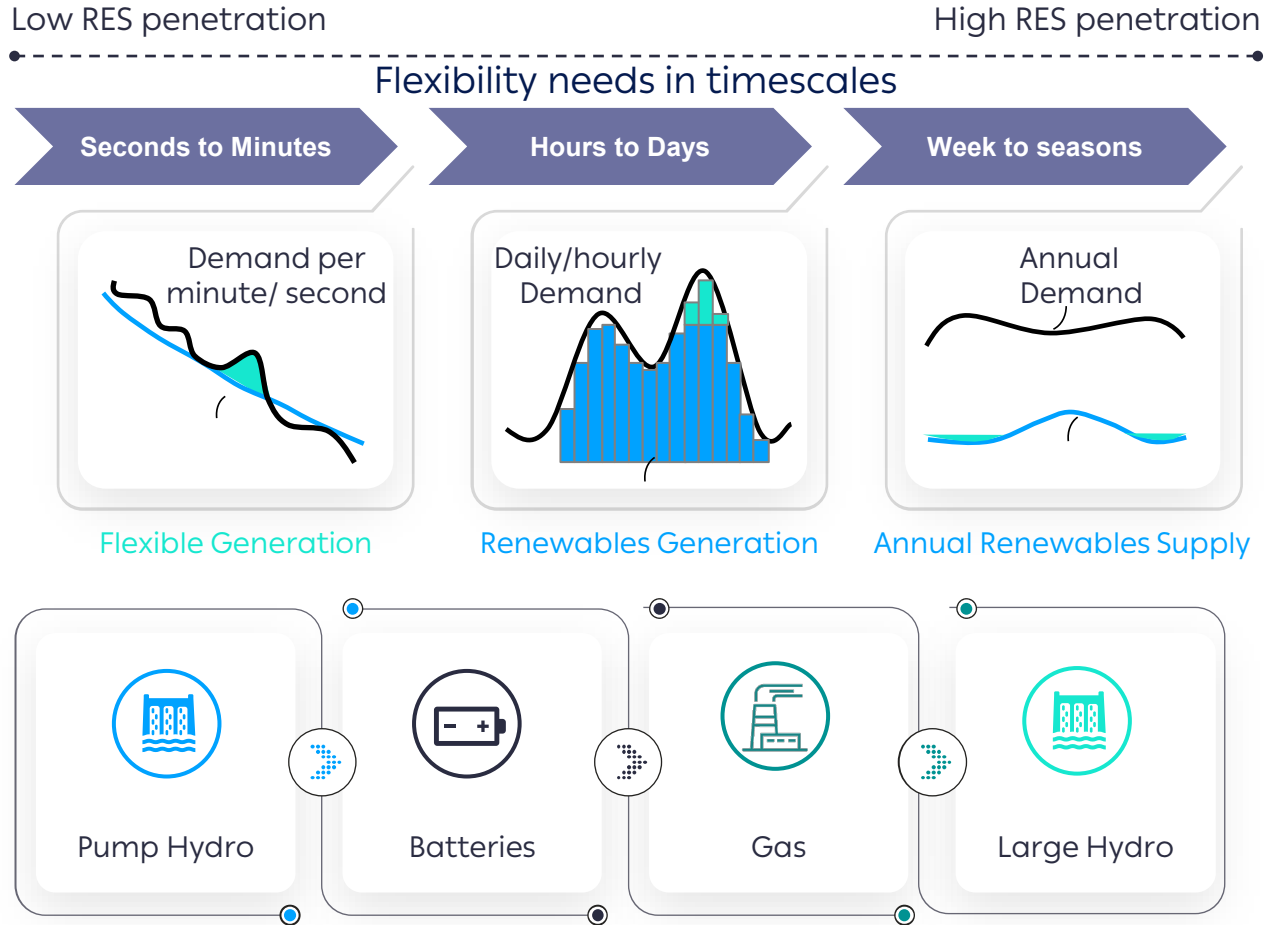 Low RES penetration
High RES penetration
Flexibility needs in timescales
Seconds to Minutes
Hours to Days
Week to seasons
Demand per
minute/ second
Daily/hourly
Demand
Annual
Demand
Flexible Generation
Renewables Generation
Annual Renewables Supply
Pump Hydro
Batteries
Gas
Large Hydro